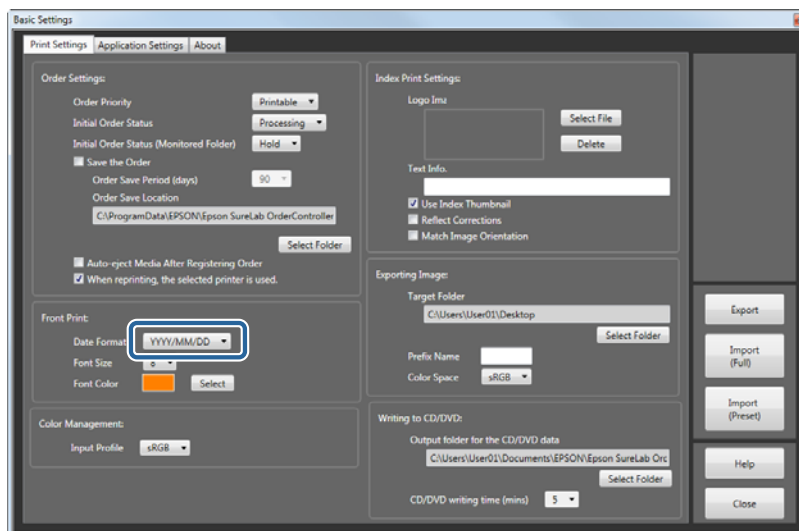 Basic Settings
Print Settings Application Settings About
Order Settings:
Order Priority Printable
Initial Order Status Processing
Initial Order Status (Monitored Folder) Hold
Save the Order
Order Save Period (days) 90
Order Save Location
C:\ProgramData\EPSON\Epson SureLab OrderController
Select Folder
Auto-eject Media After Registering Order
When reprinting, the selected printer is used.
Front Print:
Date Format YYYY/MM/DD
Font Size
Font Color Select
Color Management:
Input Profile sRGB
Index Print Settings:
Logo Ima
Select File
Delete
Text Info.
Use Index Thumbnail
Reflect Corrections
Match Image Orientation
Exporting Image:
Target Folder
C:\Users\User01\Desktop
Select Folder
Prefix Name
Color Space sRGB
Writing to CD/DVD:
Output folder for the CD/DVD data
C:\Users\User01\Documents\EPSON\Epson SureLab Orc
Select Folder
CD/DVD writing time (mins) 5
Export
Import
(Full)
Import
(Preset)
Help
Close